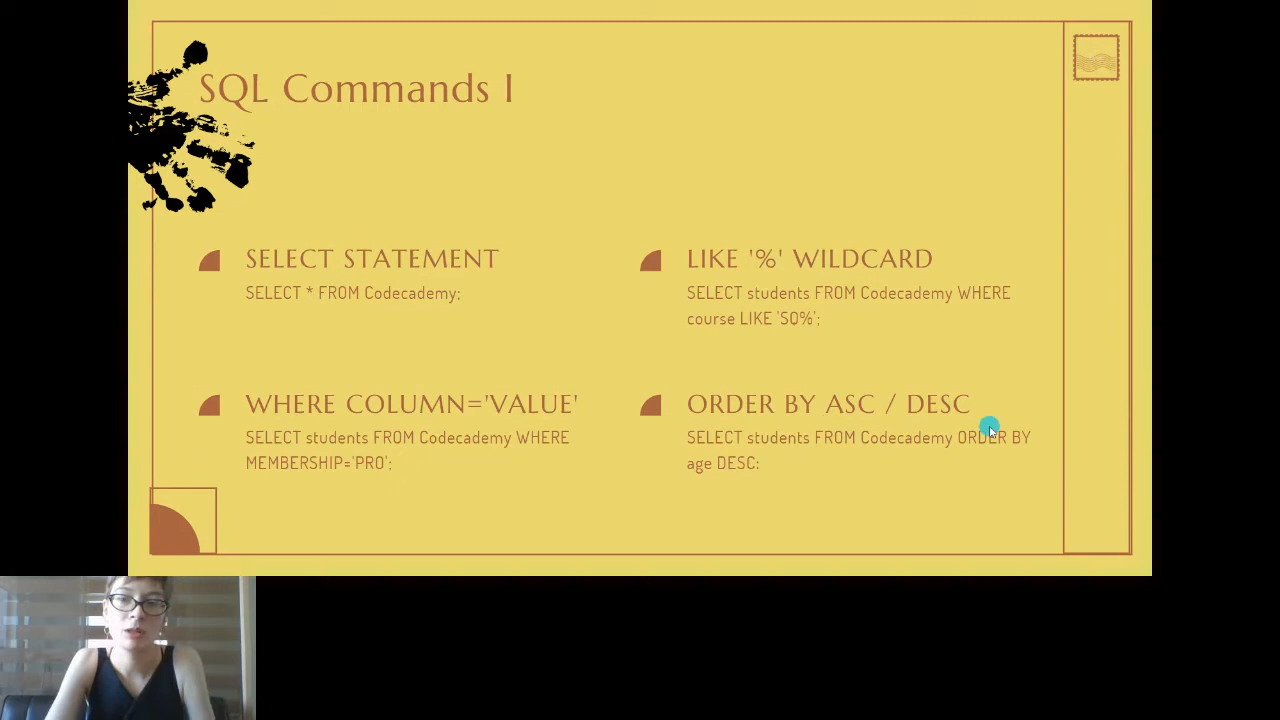 SQL Commands I
SELECT STATEMENT
SELECT * FROM Codecademy;
LIKE '%' WILDCARD
SELECT students FROM Codecademy WHERE
course LIKE 'SQ%';
WHERE COLUMN='VALUE'
SELECT students FROM Codecademy WHERE
MEMBERSHIP='PRO';
ORDER BY ASC / DESC
SELECT students FROM Codecademy ORDER BY
age DESC: